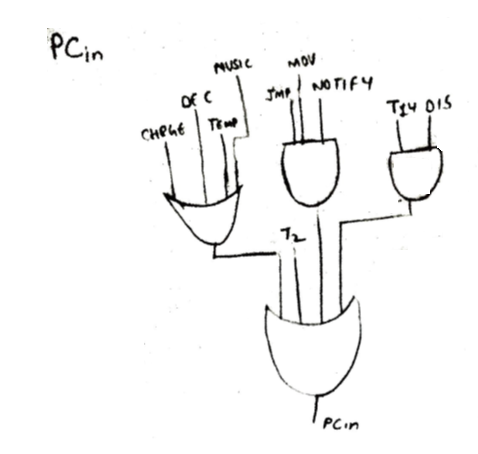 PCin
MUSIC
MOV
DEC
JMP
NOTIFY
CHRGE
TEMP
T14 DIS
T2
PCin